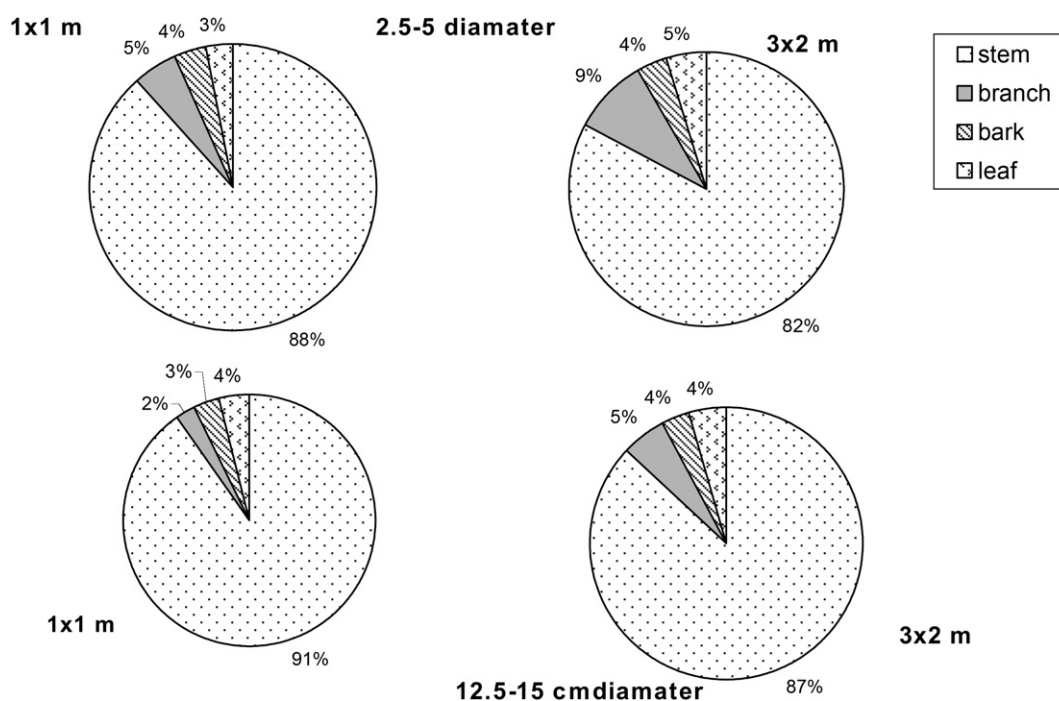 1x1 m
2.5-5 diamater
3x2 m
5%
4%
3%
88%
9%
4%
5%
82%
stem
branch
bark
leaf
2%
3%
4%
91%
1x1 m
5%
4%
4%
87%
3x2 m
12.5-15 cmdiamater